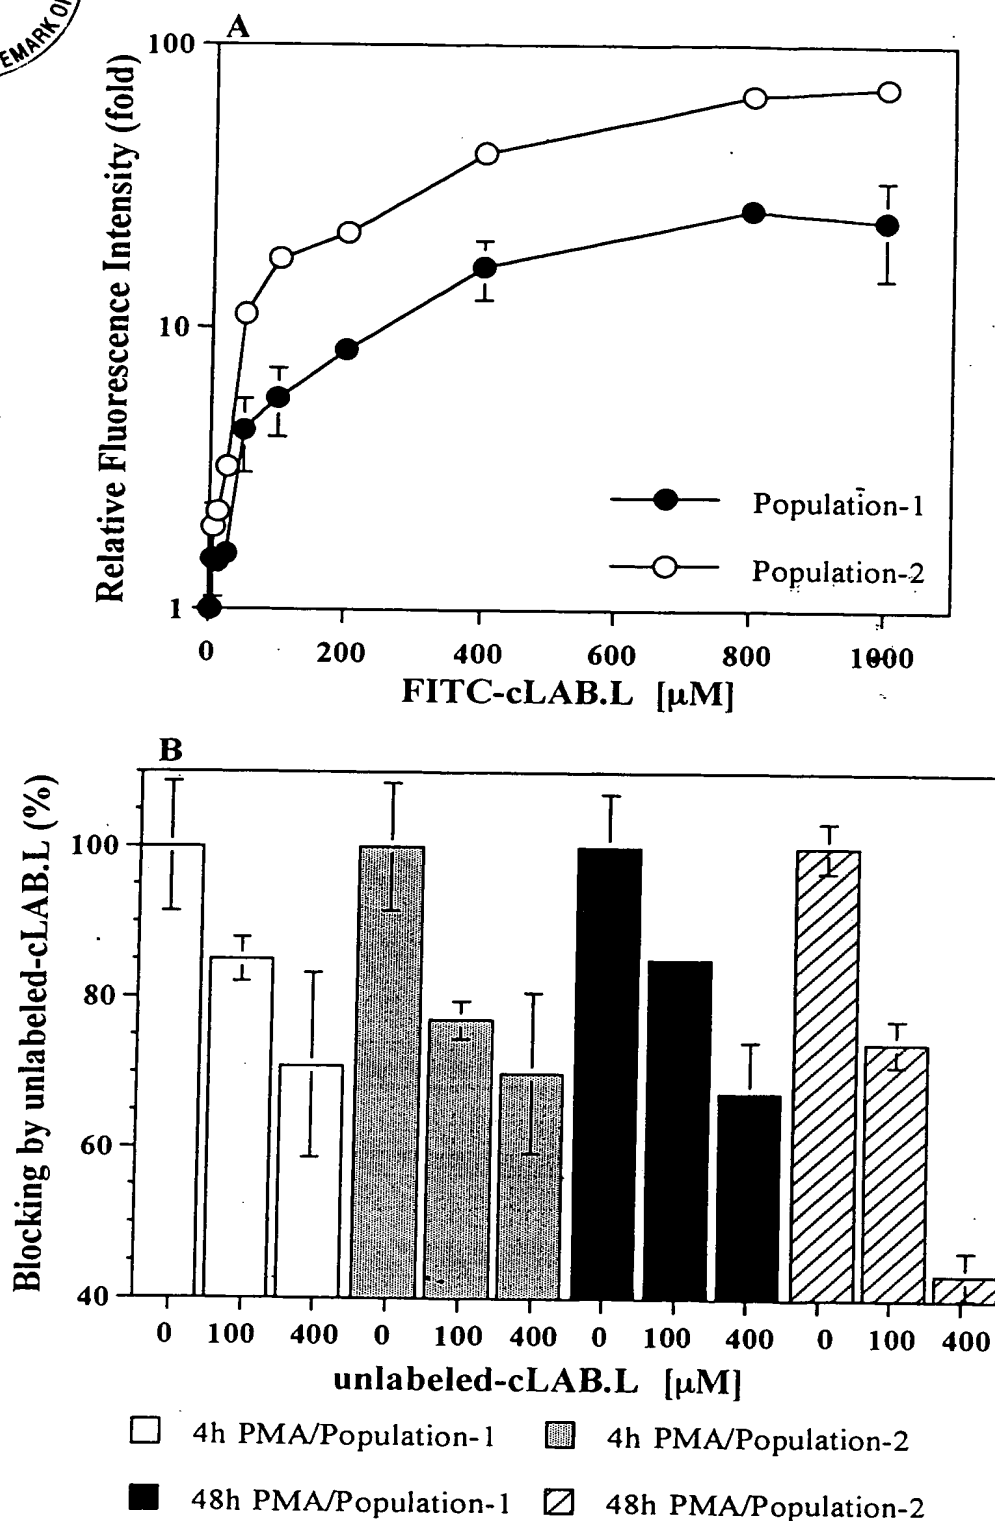 EMARK O
A
100
10
1
Relative Fluorescence Intensity (fold)
Population-1
Population-2
0 200 400 600 800 1000
FITC-cLAB.L [µM]
B
100
80
60
40
Blocking by unlabeled-cLAB.L (%)
0 100 400 0 100 400 0 100 400 0 100 400
unlabeled-cLAB.L [µM]
4h PMA/Population-1 4h PMA/Population-2
48h PMA/Population-1 48h PMA/Population-2